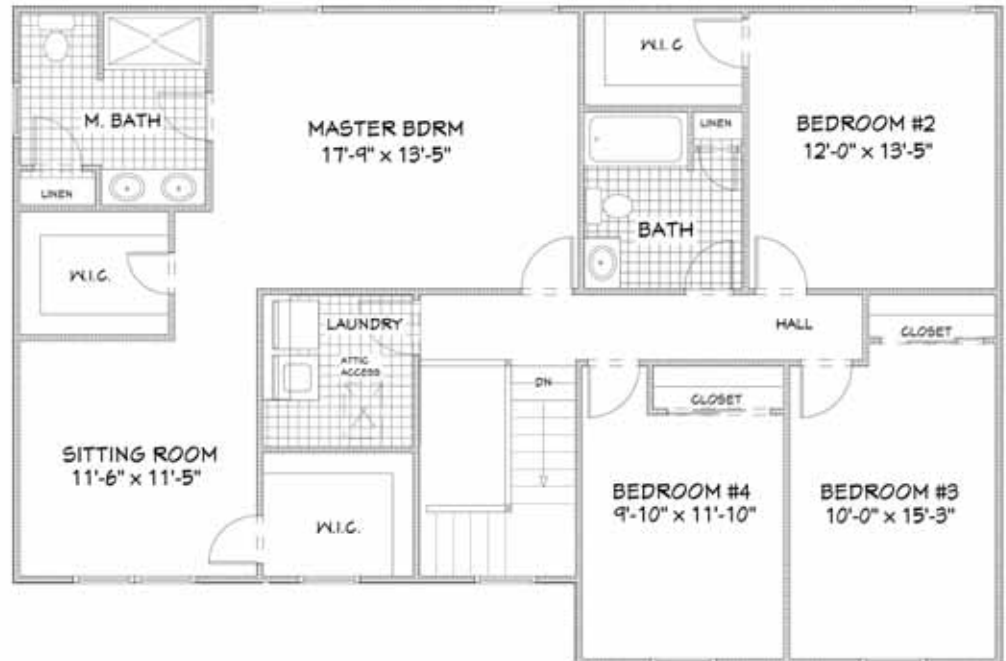 W.I. C
M. BATH
MASTER BDRM
17'-9" x 13'-5"
LINEN
BEDROOM #2
12'-0" x 13'-5"
LINEN
BATH
W.I.C.
LAUNDRY
ATTIC
ACCESS
HALL
CLOSET
DN
CLOSET
SITTING ROOM
11'-6" x 11'-5"
W.I.C.
BEDROOM #4
9'-10" x 11'-10"
BEDROOM #3
10'-0" x 15'-3"